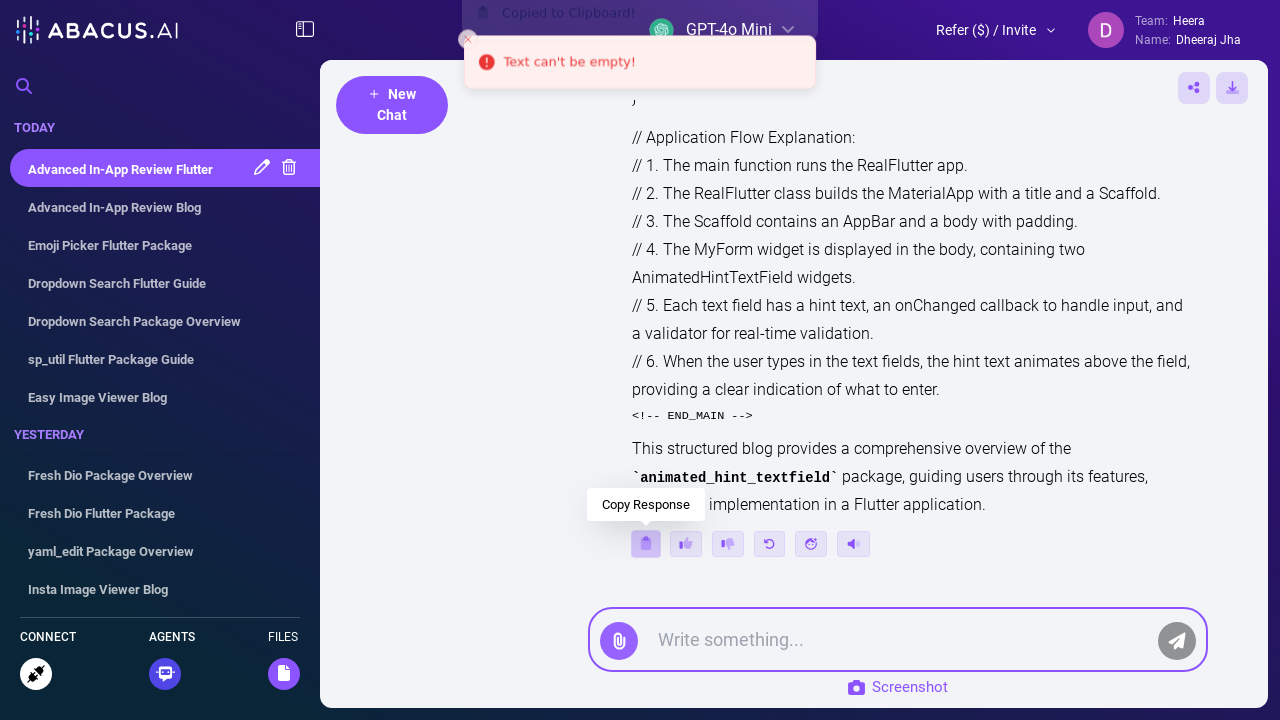 ABACUS.AI
Copied to Clipboard!
GPT-4o Mini
Text can't be empty!
Refer ($) / Invite
D
Team: Heera
Name: Dheeraj Jha
TODAY
Advanced In-App Review Flutter
Advanced In-App Review Blog
Emoji Picker Flutter Package
Dropdown Search Flutter Guide
Dropdown Search Package Overview
sp_util Flutter Package Guide
Easy Image Viewer Blog
YESTERDAY
Fresh Dio Package Overview
Fresh Dio Flutter Package
yaml_edit Package Overview
Insta Image Viewer Blog
CONNECT
AGENTS
FILES
+ New
Chat
// Application Flow Explanation:
// 1. The main function runs the RealFlutter app.
// 2. The RealFlutter class builds the MaterialApp with a title and a Scaffold.
// 3. The Scaffold contains an AppBar and a body with padding.
// 4. The MyForm widget is displayed in the body, containing two
AnimatedHintTextField widgets.
// 5. Each text field has a hint text, an onChanged callback to handle input, and
a validator for real-time validation.
// 6. When the user types in the text fields, the hint text animates above the field,
providing a clear indication of what to enter.
<!-- END_MAIN -->
This structured blog provides a comprehensive overview of the
`animated_hint_textfield` package, guiding users through its features,
implementation in a Flutter application.
Copy Response
Write something...
Screenshot